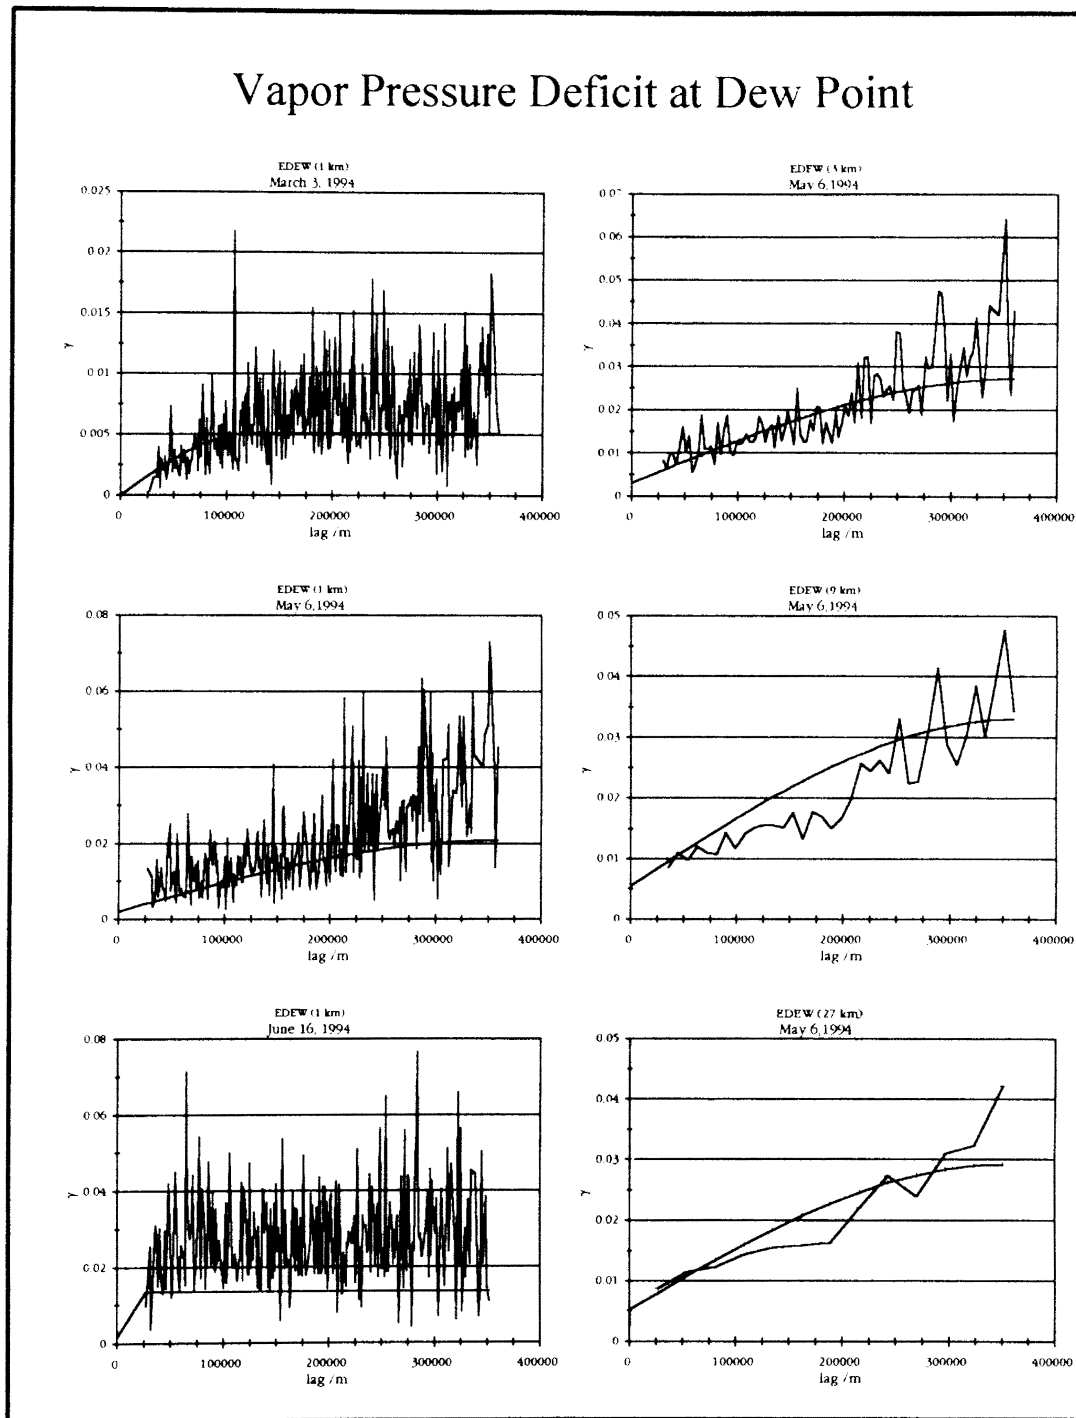 Vapor Pressure Deficit at Dew Point
EDEW (1 km)
March 3, 1994
0.025
0.02
0.015
0.01
0.005
0
γ
0 100000 200000 300000 400000
lag /m
EDEW (3 km)
May 6,1994
0.07
0.06
0.05
0.04
0.03
0.02
0.01
0
γ
0 100000 200000 300000 400000
lag /m
EDEW (1 km)
May 6,1994
0.08
0.06
0.04
0.02
0
γ
0 100000 200000 300000 400000
lag /m
EDEW (9 km)
May 6,1994
0.05
0.04
0.03
0.02
0.01
0
γ
0 100000 200000 300000 400000
lag /m
EDEW (1 km)
June 16, 1994
0.08
0.06
0.04
0.02
0
γ
0 100000 200000 300000 400000
lag /m
EDEW (27 km)
May 6,1994
0.05
0.04
0.03
0.02
0.01
0
γ
0 100000 200000 300000 400000
lag /m